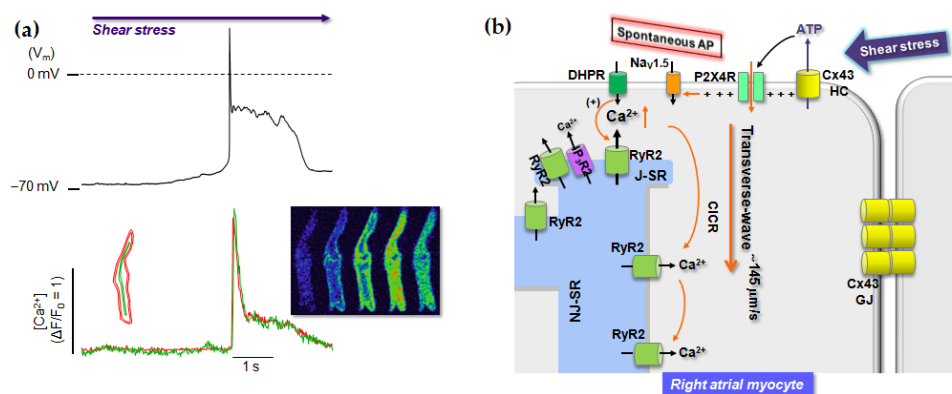 (a)
Shear stress
(Vm)
0 mV
−70 mV
[Ca2+]
(ΔF/F0 = 1)
1 s
(b)
Spontaneous AP
ATP
Shear stress
DHPR
NaV1.5
P2X4R
Cx43
HC
+ + +
+ + +
(+)
Ca2+
Ca2+
RyR2
IP3R2
RyR2
J-SR
RyR2
CICR
Transverse-wave ~145 μm/s
RyR2
Ca2+
NJ-SR
Cx43
GJ
RyR2
Ca2+
Right atrial myocyte